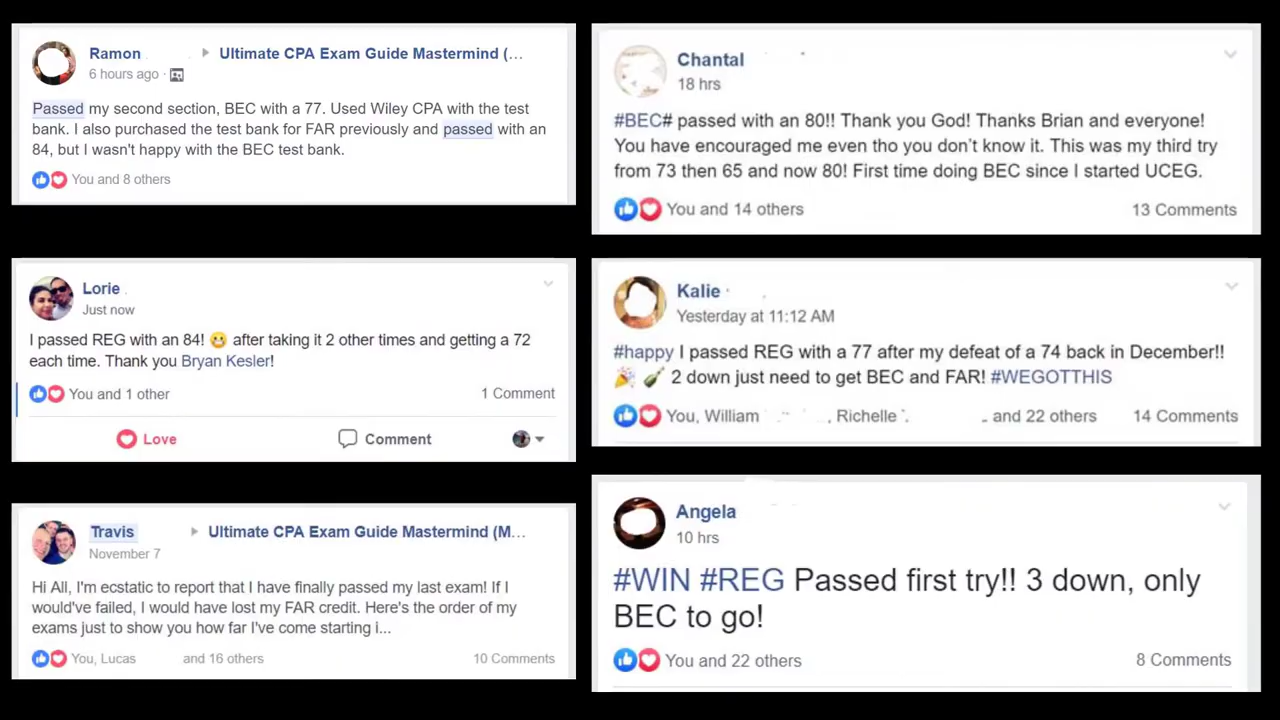 Ramon
Ultimate CPA Exam Guide Mastermind (...
6 hours ago ·
Passed my second section, BEC with a 77. Used Wiley CPA with the test
bank. I also purchased the test bank for FAR previously and passed with an
84, but I wasn't happy with the BEC test bank.
You and 8 others
Chantal
18 hrs
#BEC# passed with an 80!! Thank you God! Thanks Brian and everyone!
You have encouraged me even tho you don't know it. This was my third try
from 73 then 65 and now 80! First time doing BEC since I started UCEG.
You and 14 others
13 Comments
Lorie
Just now
I passed REG with an 84! 😬 after taking it 2 other times and getting a 72
each time. Thank you Bryan Kesler!
You and 1 other
1 Comment
Love
Comment
Kalie
Yesterday at 11:12 AM
#happy I passed REG with a 77 after my defeat of a 74 back in December!!
🎉 🍾 2 down just need to get BEC and FAR! #WEGOTTHIS
You, William , Richelle and 22 others
14 Comments
Travis
Ultimate CPA Exam Guide Mastermind (M...
November 7
Hi All, I'm ecstatic to report that I have finally passed my last exam! If I
would've failed, I would have lost my FAR credit. Here's the order of my
exams just to show you how far I've come starting i...
You, Lucas and 16 others
10 Comments
Angela
10 hrs
#WIN #REG Passed first try!! 3 down, only
BEC to go!
You and 22 others
8 Comments